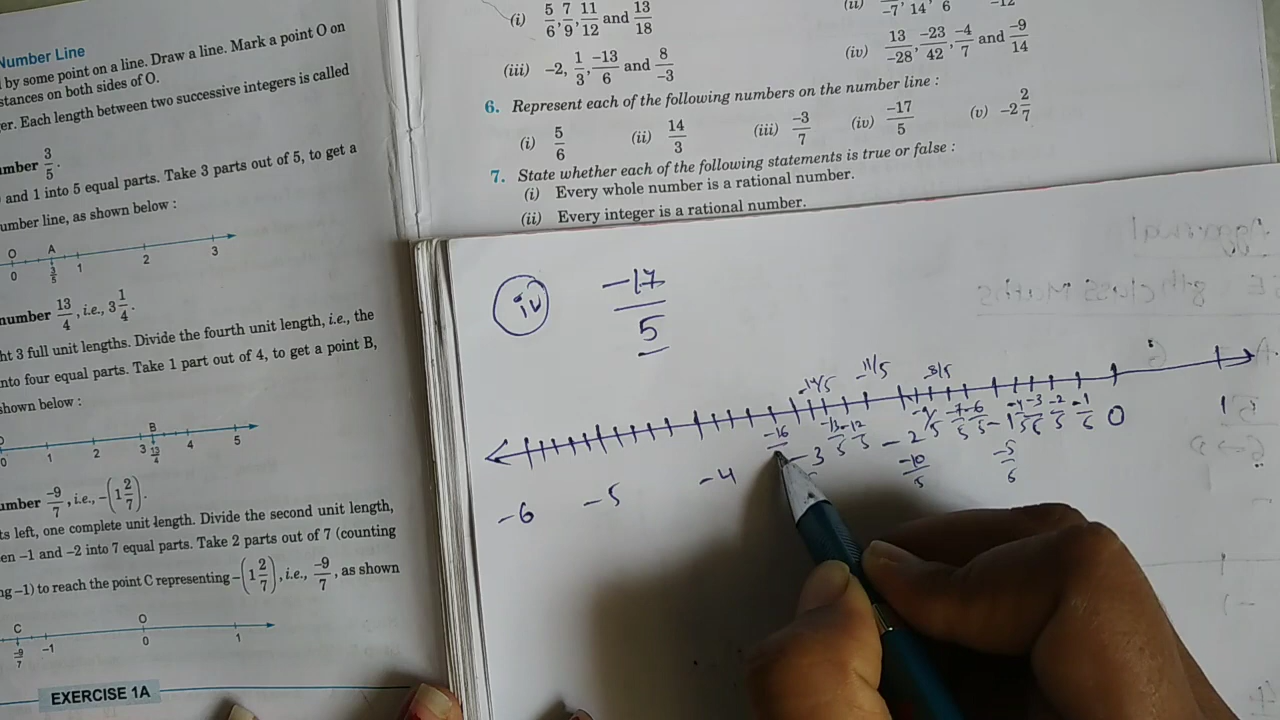 Number Line
by some point on a line. Draw a line. Mark a point O on
stances on both sides of O.
er. Each length between two successive integers is called
mber 3/5.
and 1 into 5 equal parts. Take 3 parts out of 5, to get a
umber line, as shown below :
O A
0 3/5 1 2 3
number 13/4, i.e., 3 1/4.
ht 3 full unit lengths. Divide the fourth unit length, i.e., the
nto four equal parts. Take 1 part out of 4, to get a point B,
shown below :
B
0 1 2 3 13/4 4 5
umber -9/7, i.e., -(1 2/7).
ts left, one complete unit length. Divide the second unit length,
en -1 and -2 into 7 equal parts. Take 2 parts out of 7 (counting
ng -1) to reach the point C representing -(1 2/7), i.e., -9/7, as shown
C O
-9/7 -1 0 1
EXERCISE 1A
(i) 5/6, 7/9, 11/12 and 13/18
(iii) -2, 1/3, -13/6 and 8/-3
(iv) 13/-28, -23/42, -4/7 and -9/14
6. Represent each of the following numbers on the number line :
(i) 5/6 (ii) 14/3 (iii) -3/7 (iv) -17/5 (v) -2 2/7
7. State whether each of the following statements is true or false :
(i) Every whole number is a rational number.
(ii) Every integer is a rational number.
iv -17/5
-14/5 -11/5 -8/5
-16 -13/5 -12/5 -9/5 -7/5 -6/5 -1 0 1
-6 -5 -4 -3 -2
-10/5